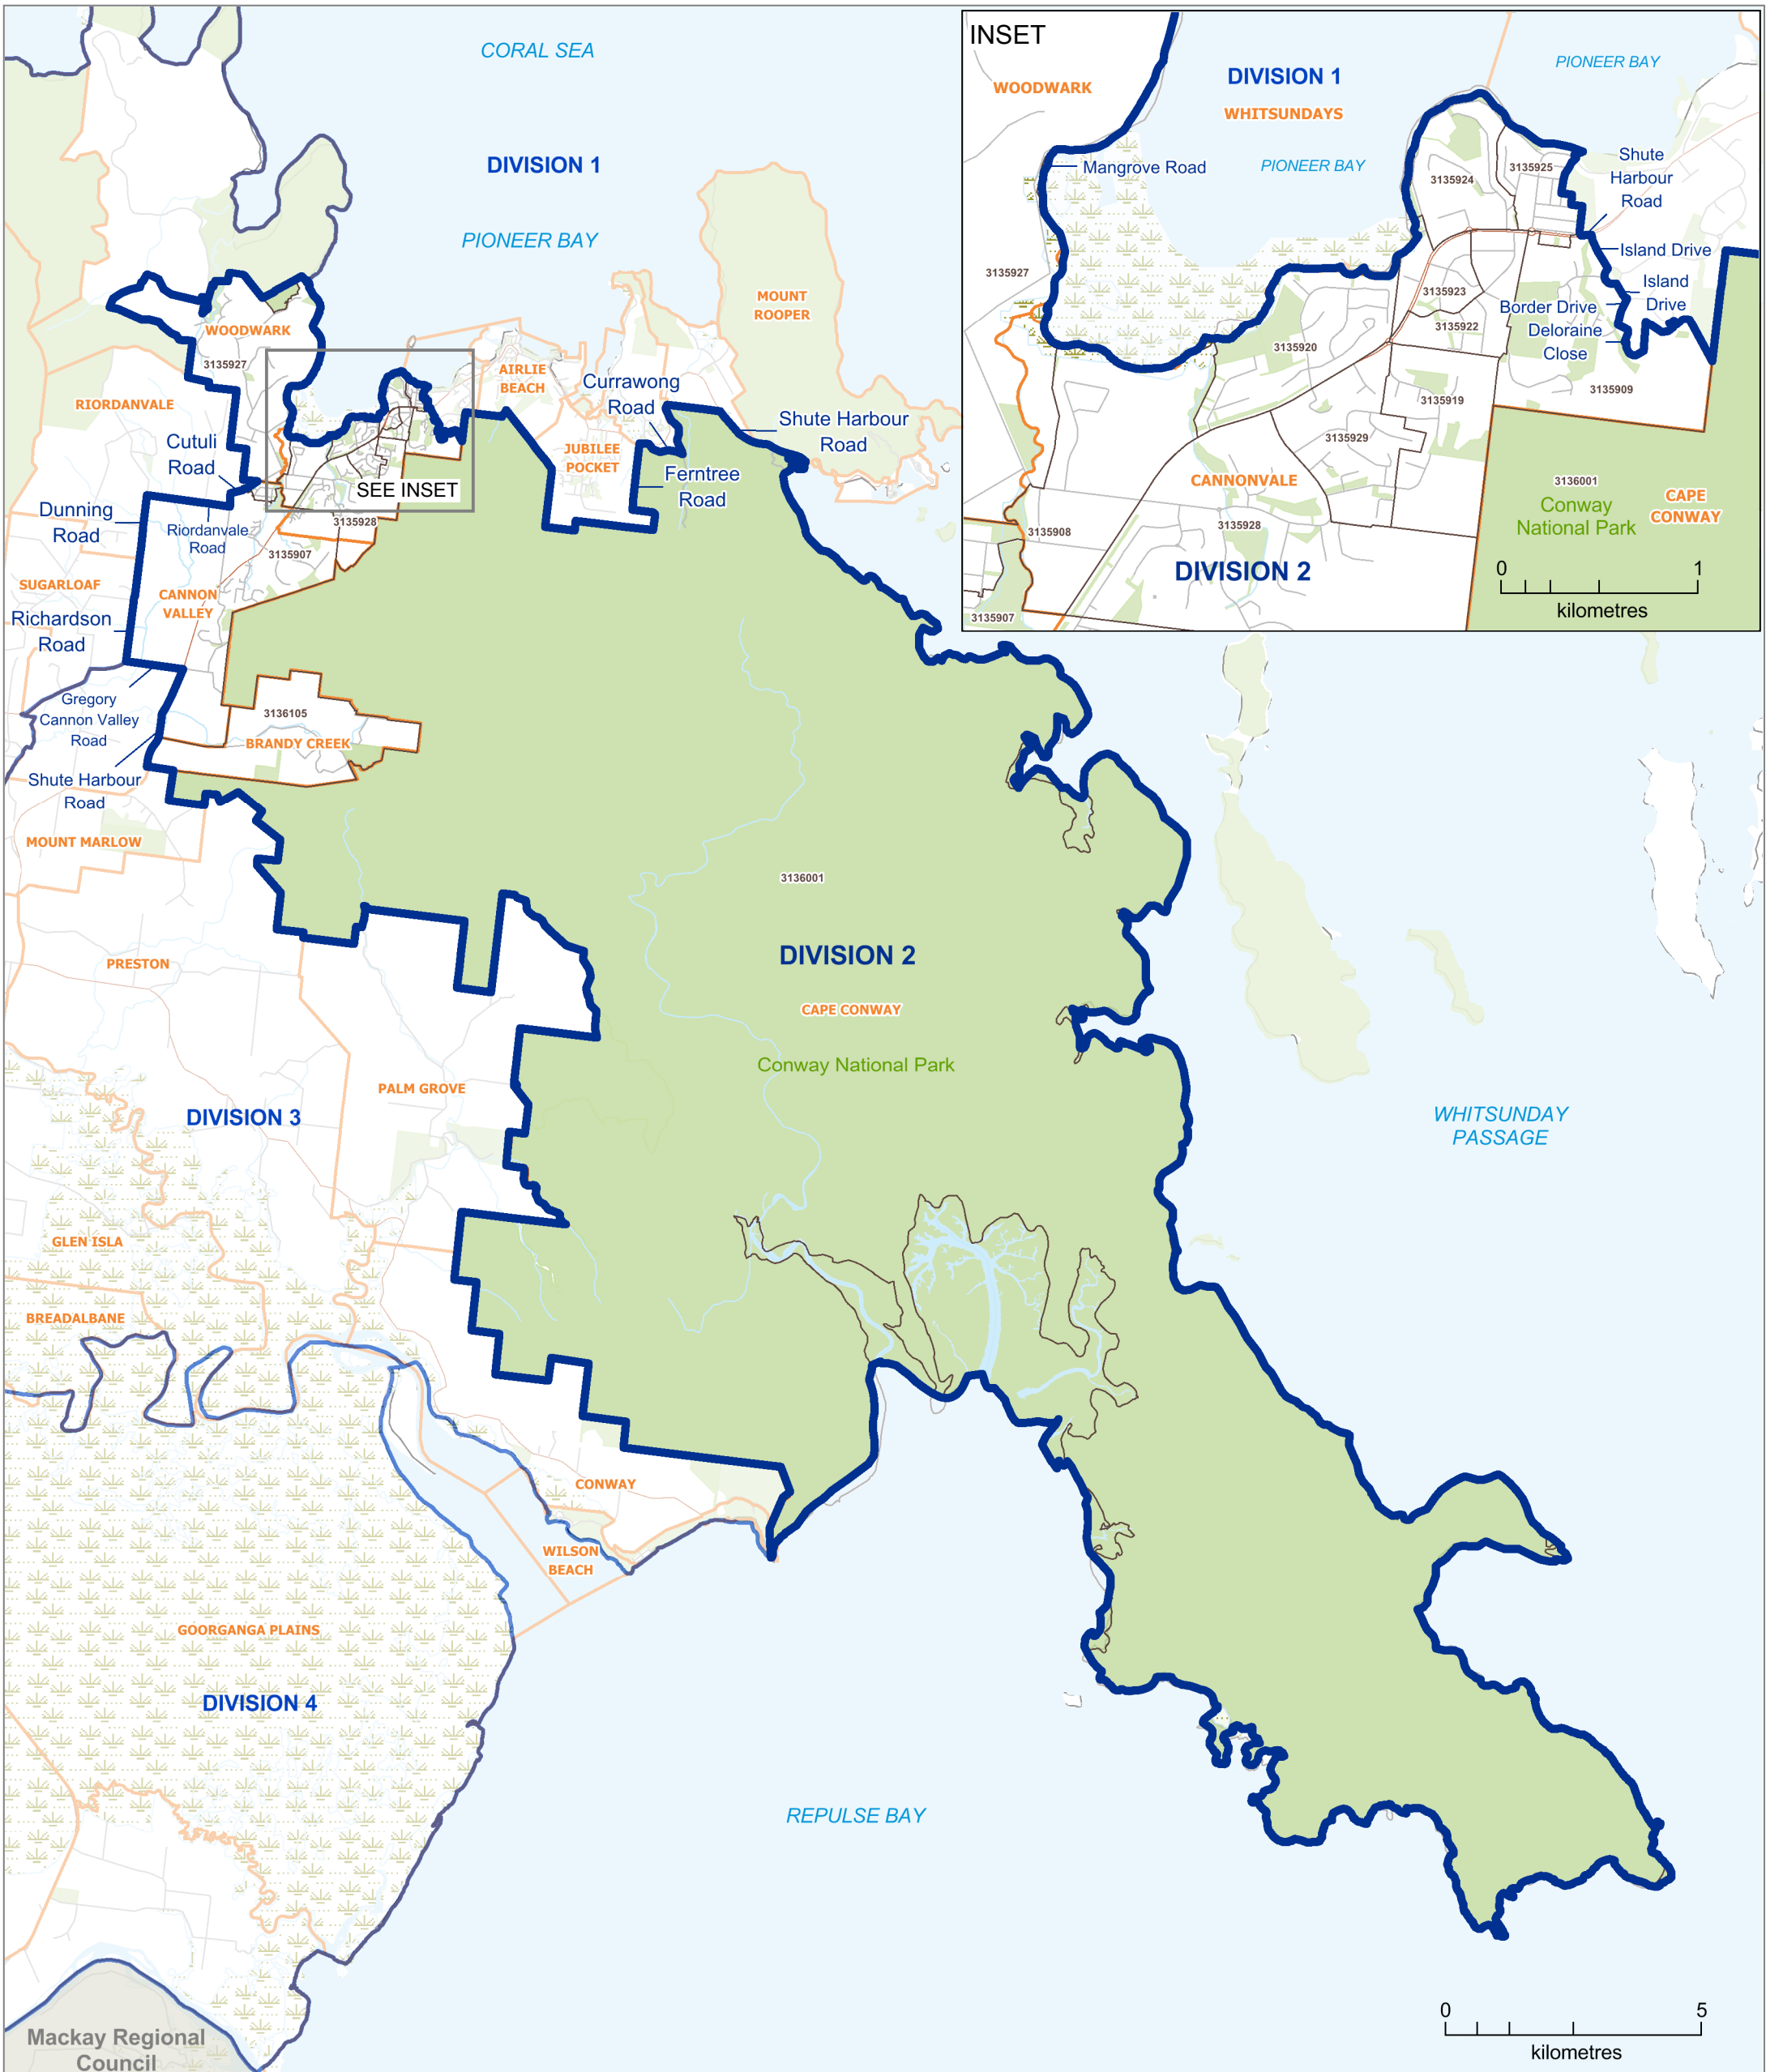 CORAL SEA
DIVISION 1
PIONEER BAY
MOUNT
ROOPER
WOODWARK
3135927
AIRLIE
BEACH
RIORDANVALE
Currawong
Road
Shute Harbour
Road
Cutuli
Road
JUBILEE
POCKET
Ferntree
Road
SEE INSET
Dunning
Road
Riordanvale
Road
3135928
3135907
SUGARLOAF
CANNON
VALLEY
Richardson
Road
Gregory
Cannon Valley
Road
3136105
BRANDY CREEK
Shute Harbour
Road
MOUNT MARLOW
3136001
DIVISION 2
PRESTON
CAPE CONWAY
Conway National Park
PALM GROVE
DIVISION 3
WHITSUNDAY
PASSAGE
GLEN ISLA
BREADALBANE
CONWAY
WILSON
BEACH
GOORGANGA PLAINS
DIVISION 4
REPULSE BAY
Mackay Regional
Council
0 5
kilometres
INSET
WOODWARK
DIVISION 1
WHITSUNDAYS
PIONEER BAY
PIONEER BAY
Mangrove Road
3135924
3135925
Shute
Harbour
Road
Island Drive
3135927
3135923
Island
Drive
Border Drive
3135922
Deloraine
Close
3135920
3135909
3135919
3135929
CANNONVALE
3136001
Conway
National Park
CAPE
CONWAY
3135908
3135928
DIVISION 2
3135907
0 1
kilometres